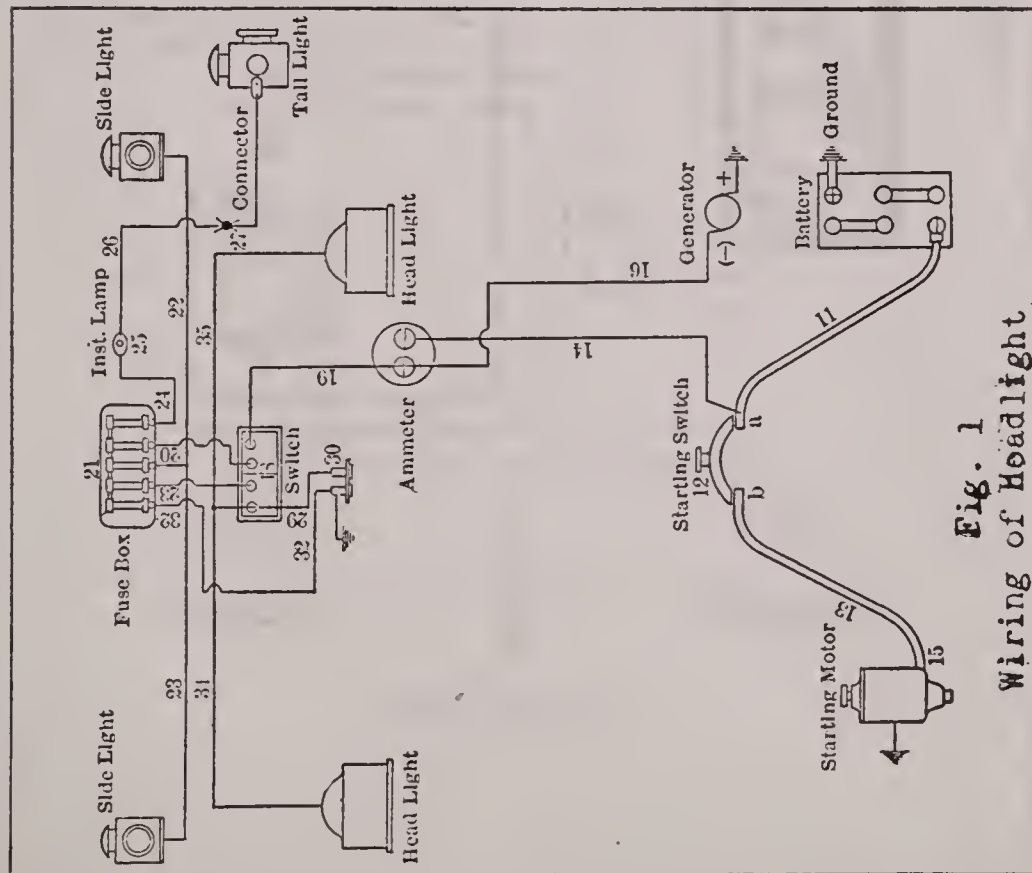 Side Light
Side Light
Tail Light
Connector
27
26
Inst. Lamp
25
22
35
24
21
Fuse Box
20
23
Switch
29
30
32
Head Light
Head Light
19
Ammeter
16
14
Generator
(-) +
Battery
Ground
11
Starting Switch
12
a
b
13
Starting Motor
15
Fig. 1
Wiring of Headlight